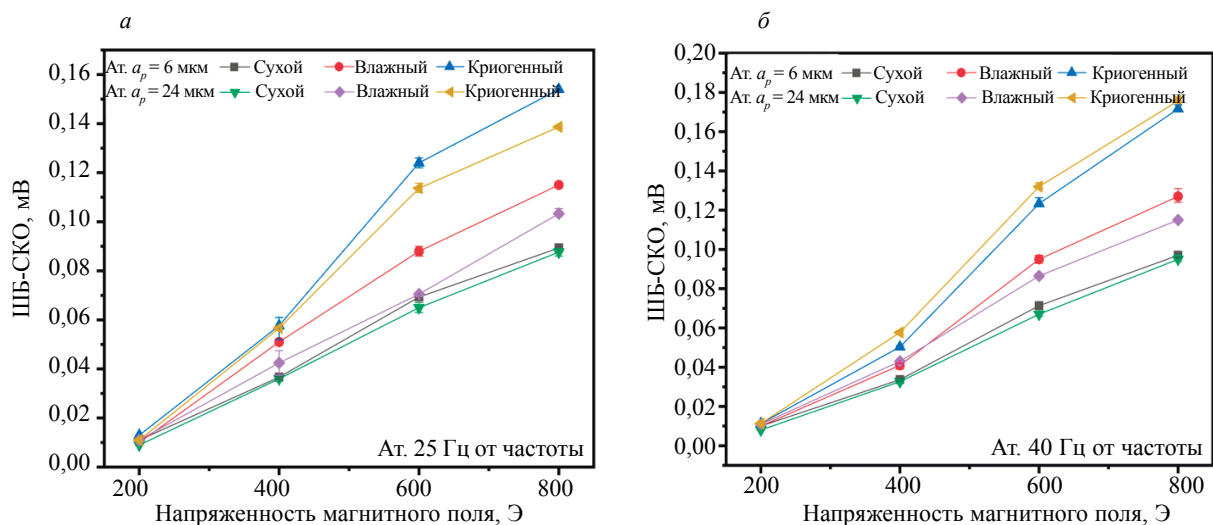 а
ШБ-СКО, мВ
0,16
0,14
0,12
0,10
0,08
0,06
0,04
0,02
0,00
Ат. aₚ = 6 мкм Сухой Влажный Криогенный
Ат. aₚ = 24 мкм Сухой Влажный Криогенный
Ат. 25 Гц от частоты
200 400 600 800
Напряженность магнитного поля, Э
б
ШБ-СКО, мВ
0,20
0,18
0,16
0,14
0,12
0,10
0,08
0,06
0,04
0,02
0,00
Ат. aₚ = 6 мкм Сухой Влажный Криогенный
Ат. aₚ = 24 мкм Сухой Влажный Криогенный
Ат. 40 Гц от частоты
200 400 600 800
Напряженность магнитного поля, Э